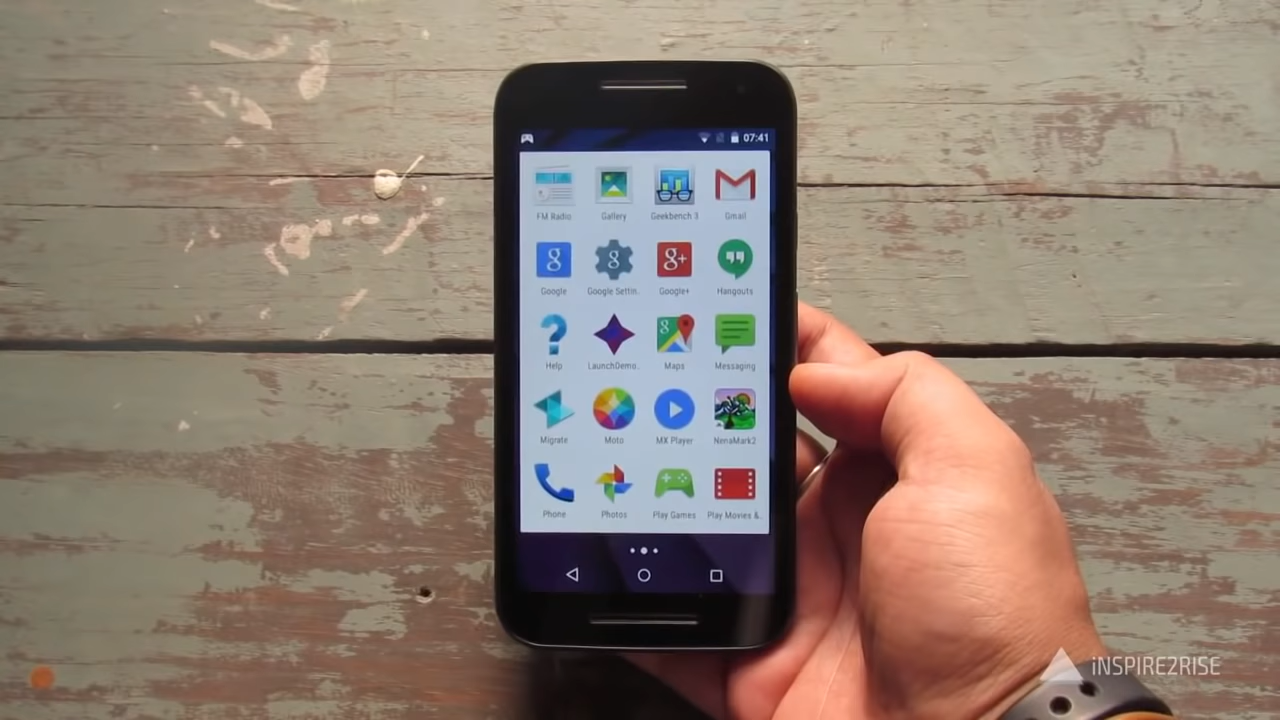 07:41
FM Radio Gallery Geekbench 3 Gmail
Google Google Settin.. Google+ Hangouts
Help LaunchDemo.. Maps Messaging
Migrate Moto MX Player NenaMark2
Phone Photos Play Games Play Movies &..
iNSPIRE2RISE